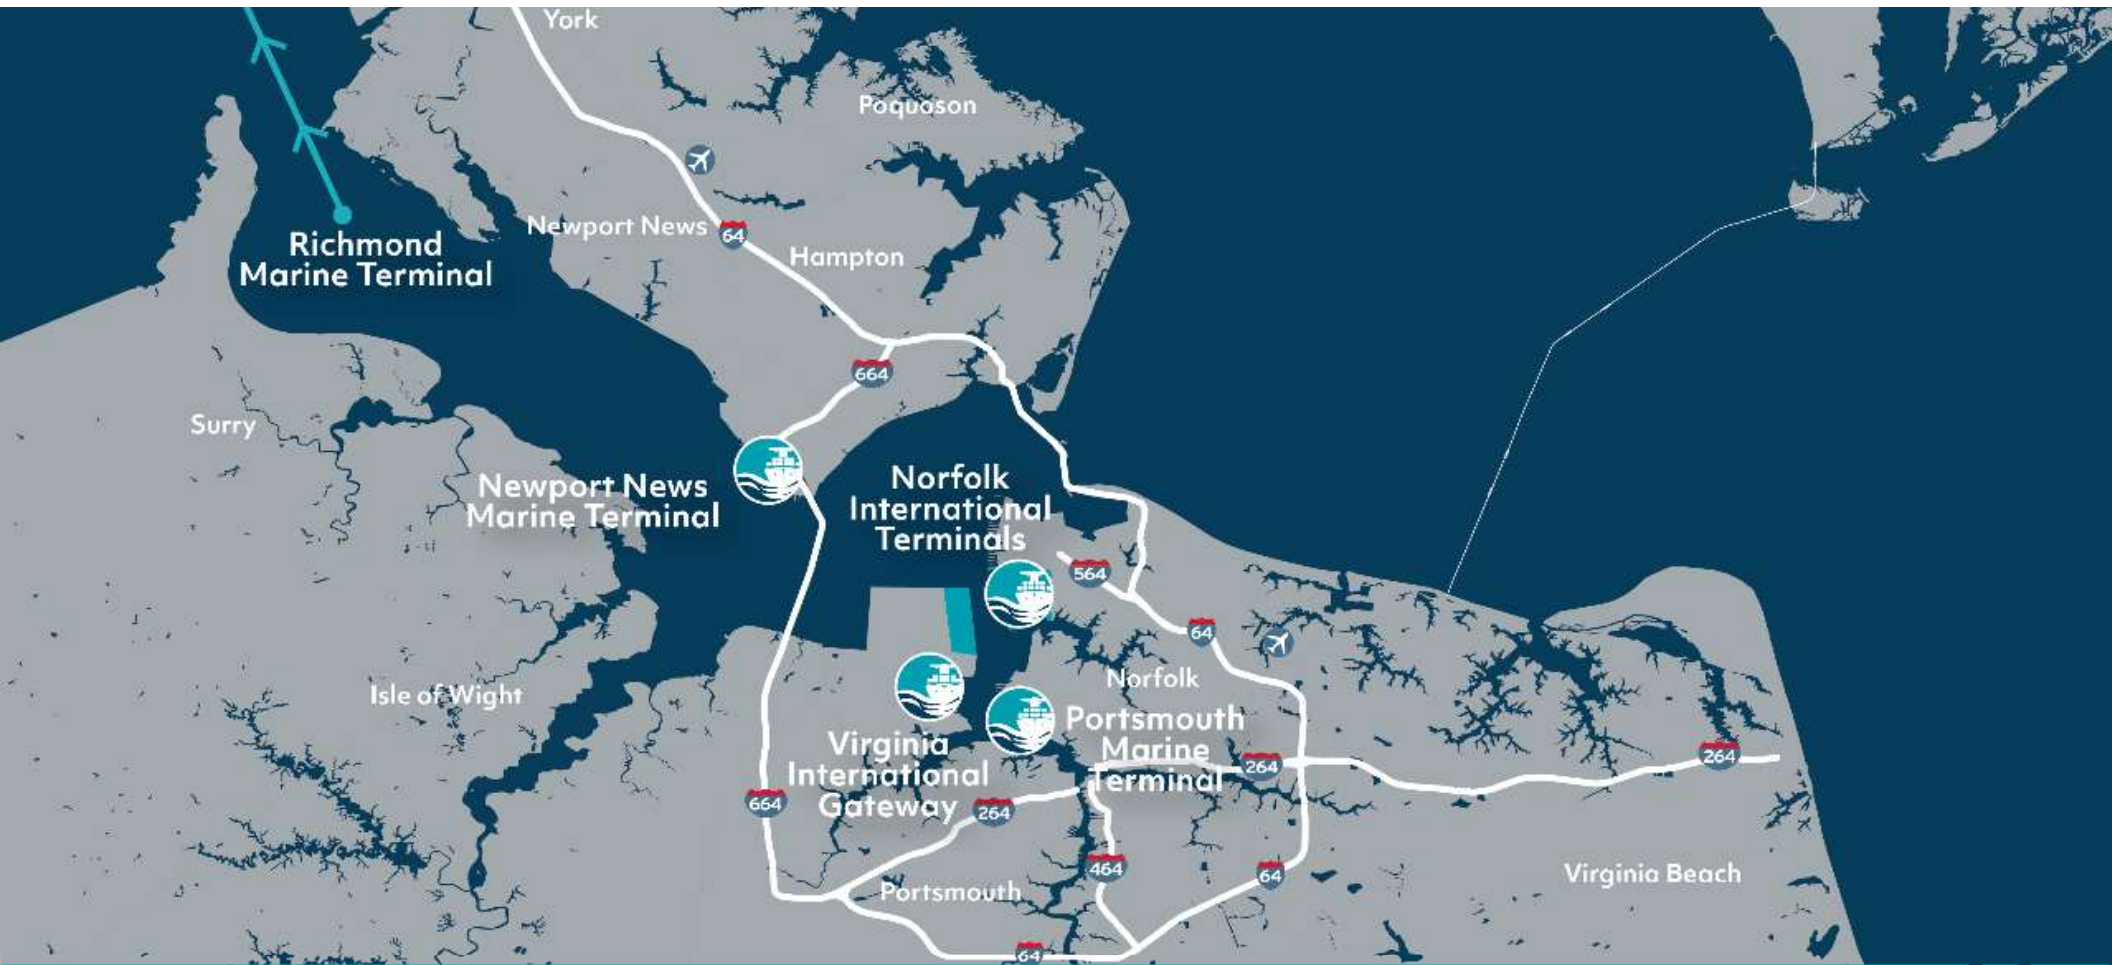 York
Poquoson
Newport News
64
Hampton
Richmond
Marine Terminal
664
Surry
Newport News
Marine Terminal
Norfolk
International
Terminals
564
64
Isle of Wight
Norfolk
Portsmouth
Marine
Terminal
Virginia
International
Gateway
264
264
264
664
464
64
Portsmouth
Virginia Beach
64